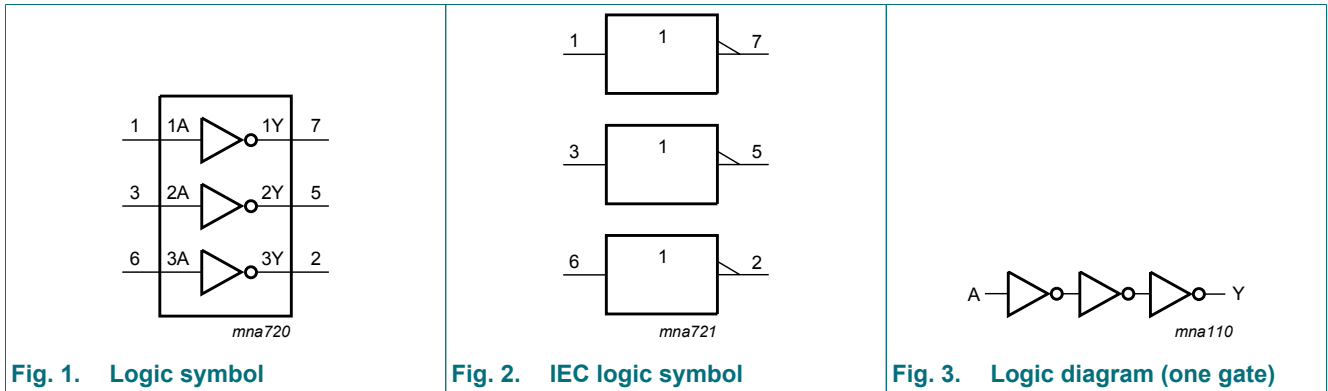 1 1A 1Y 7
3 2A 2Y 5
6 3A 3Y 2
mna720
Fig. 1. Logic symbol
1 1 7
3 1 5
6 1 2
mna721
Fig. 2. IEC logic symbol
A Y
mna110
Fig. 3. Logic diagram (one gate)